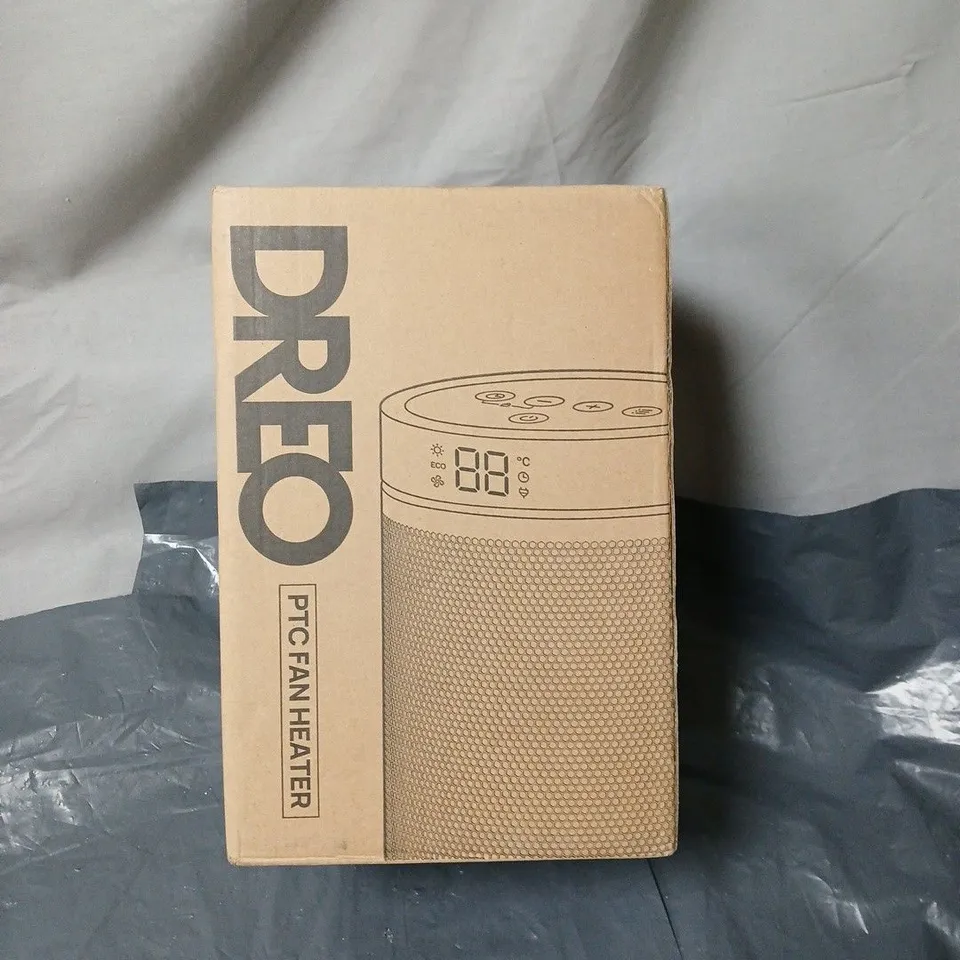 DREO
PTC FAN HEATER
ECO
88
°C